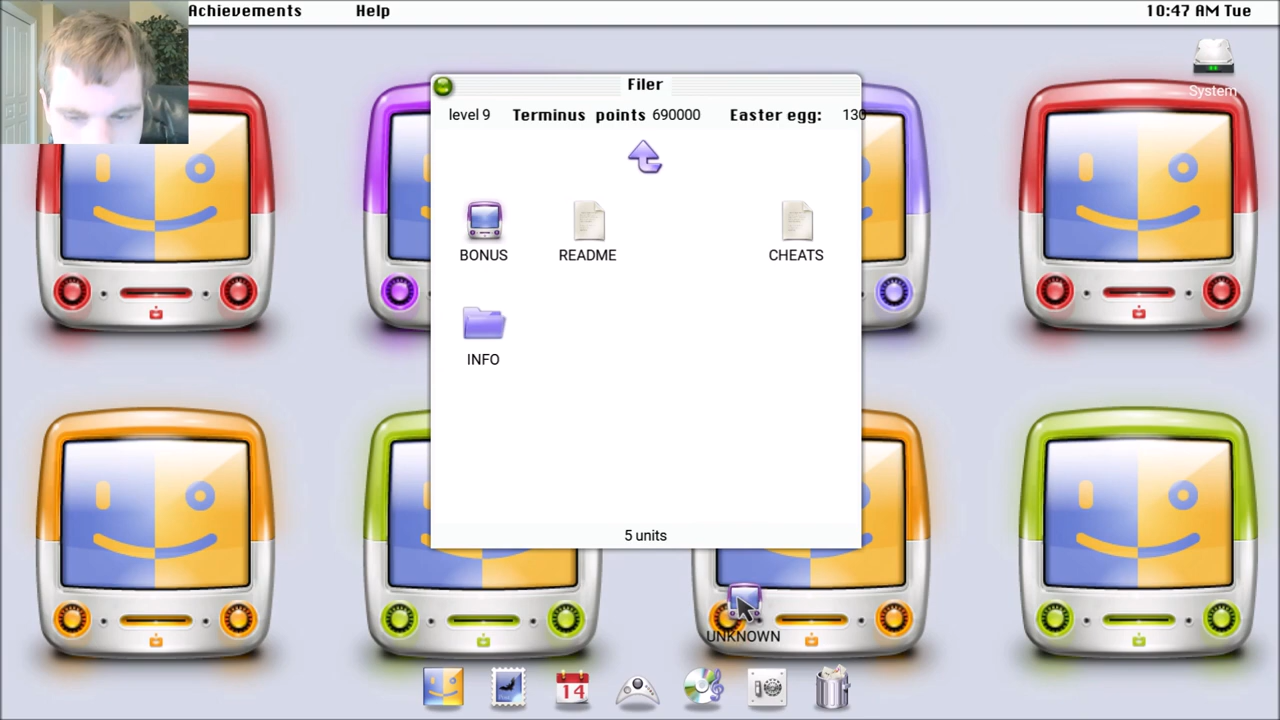 Achievements Help 10:47 AM Tue
System
Filer
level 9 Terminus points 690000 Easter egg: 130
BONUS README CHEATS
INFO
5 units
UNKNOWN
14